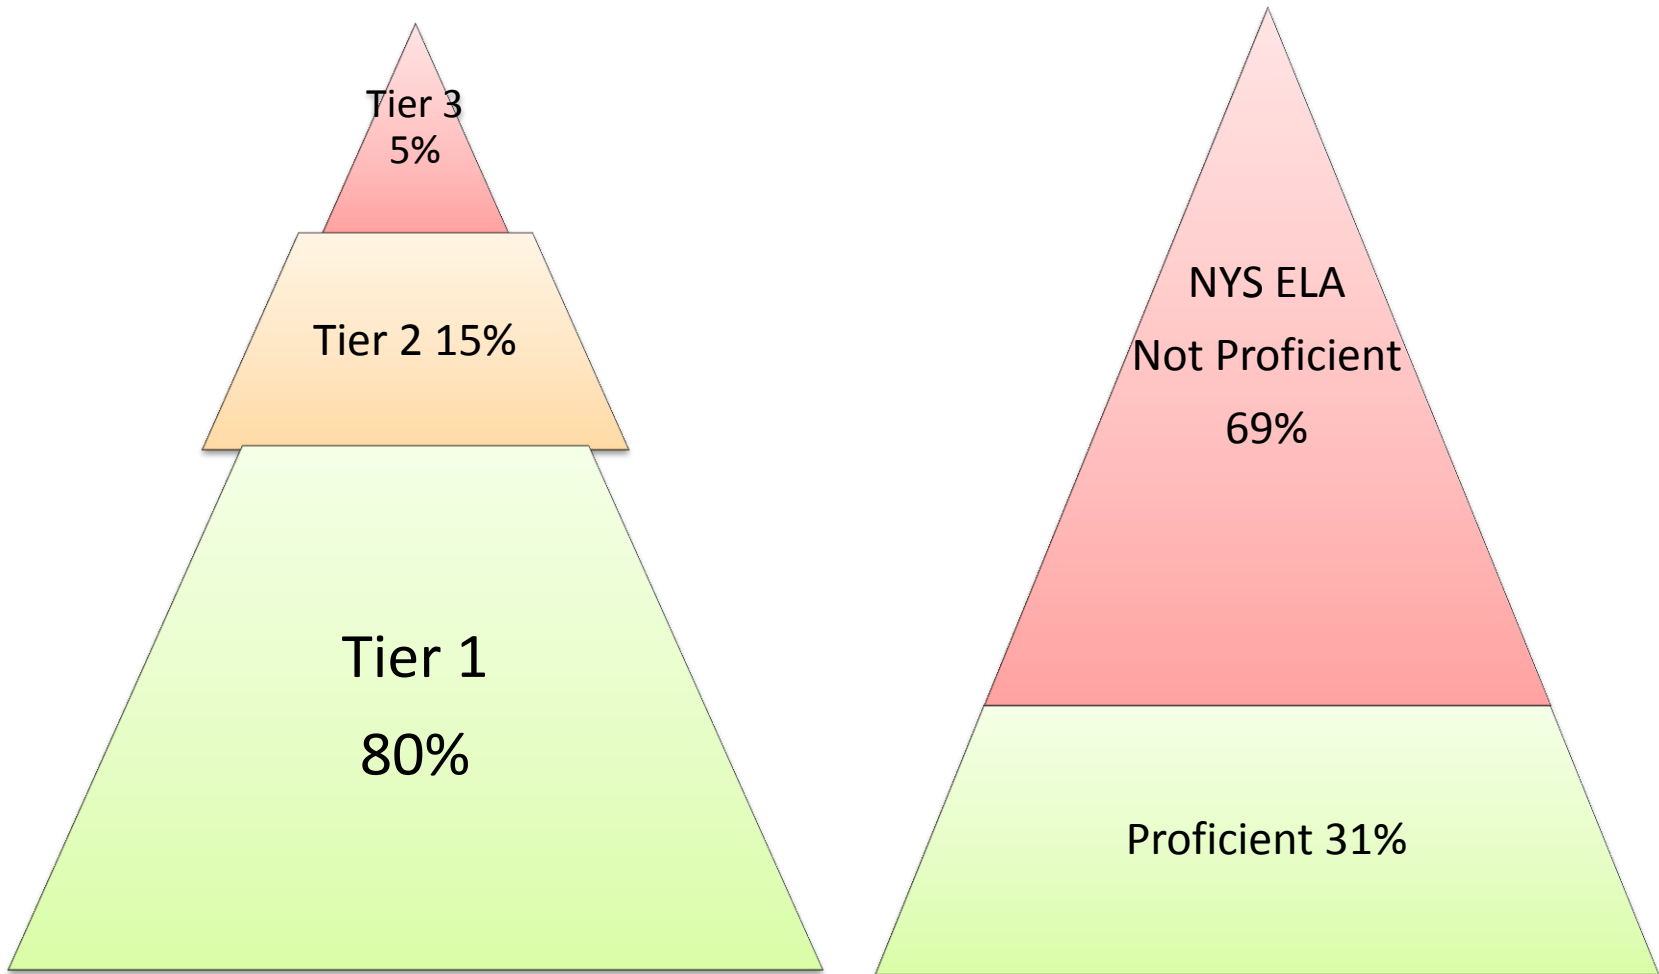 Tier 3
5%
Tier 2 15%
Tier 1
80%
NYS ELA
Not Proficient
69%
Proficient 31%